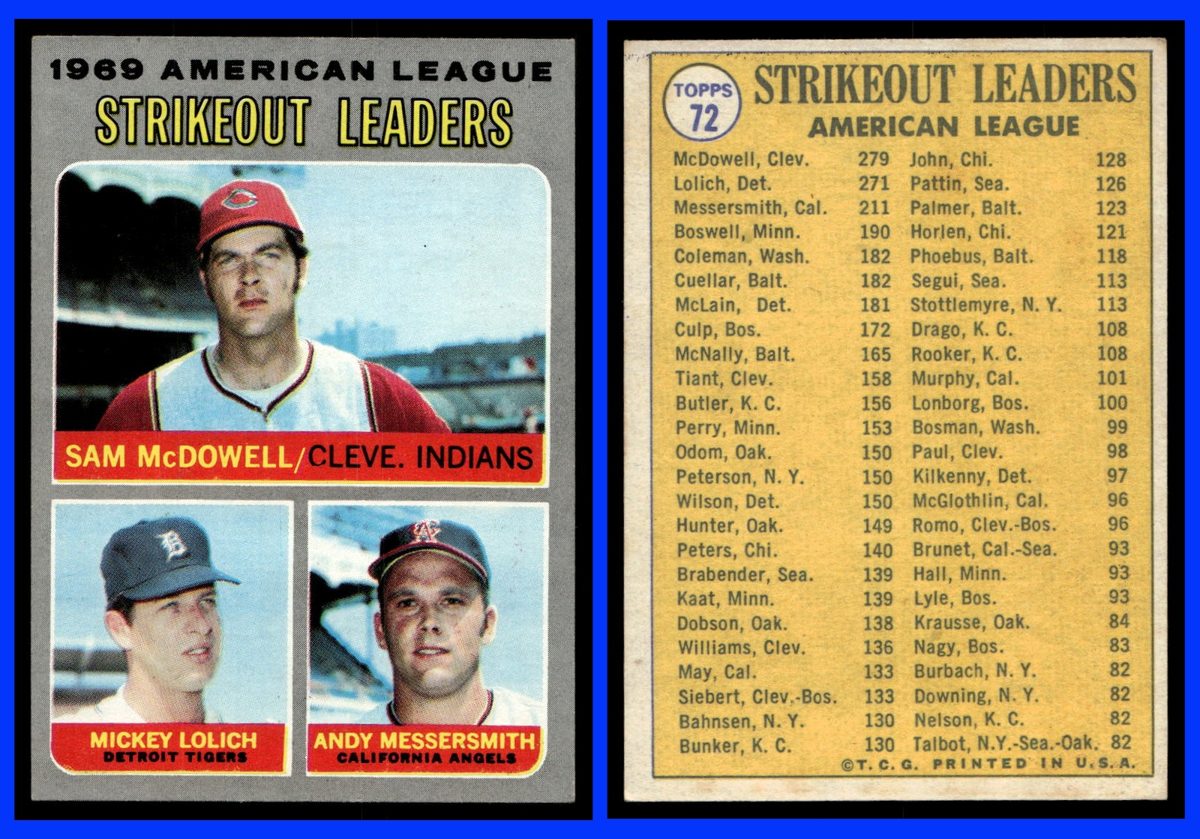 1969 AMERICAN LEAGUE
STRIKEOUT LEADERS
C
SAM McDOWELL/CLEVE. INDIANS
D
CA
MICKEY LOLICH
DETROIT TIGERS
ANDY MESSERSMITH
CALIFORNIA ANGELS
TOPPS
72
STRIKEOUT LEADERS
AMERICAN LEAGUE
McDowell, Clev. 279
Lolich, Det. 271
Messersmith, Cal. 211
Boswell, Minn. 190
Coleman, Wash. 182
Cuellar, Balt. 182
McLain, Det. 181
Culp, Bos. 172
McNally, Balt. 165
Tiant, Clev. 158
Butler, K. C. 156
Perry, Minn. 153
Odom, Oak. 150
Peterson, N. Y. 150
Wilson, Det. 150
Hunter, Oak. 149
Peters, Chi. 140
Brabender, Sea. 139
Kaat, Minn. 139
Dobson, Oak. 138
Williams, Clev. 136
May, Cal. 133
Siebert, Clev.-Bos. 133
Bahnsen, N. Y. 130
Bunker, K. C. 130
John, Chi. 128
Pattin, Sea. 126
Palmer, Balt. 123
Horlen, Chi. 121
Phoebus, Balt. 118
Segui, Sea. 113
Stottlemyre, N. Y. 113
Drago, K. C. 108
Rooker, K. C. 108
Murphy, Cal. 101
Lonborg, Bos. 100
Bosman, Wash. 99
Paul, Clev. 98
Kilkenny, Det. 97
McGlothlin, Cal. 96
Romo, Clev.-Bos. 96
Brunet, Cal.-Sea. 93
Hall, Minn. 93
Lyle, Bos. 93
Krausse, Oak. 84
Nagy, Bos. 83
Burbach, N. Y. 82
Downing, N. Y. 82
Nelson, K. C. 82
Talbot, N.Y.-Sea.-Oak. 82
©T. C. G. PRINTED IN U.S.A.